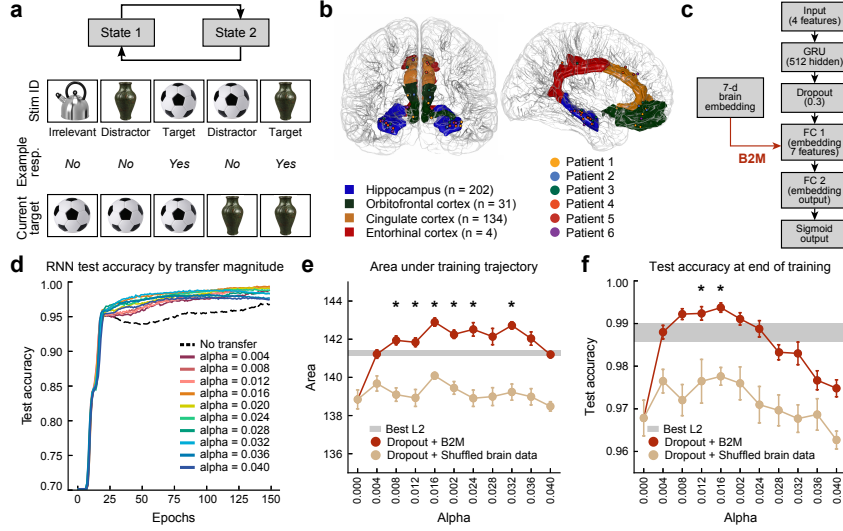 a
State 1
State 2
Stim ID
Irrelevant
Distractor
Target
Distractor
Target
Example resp.
No
No
Yes
No
Yes
Current target
b
Hippocampus (n = 202)
Orbitofrontal cortex (n = 31)
Cingulate cortex (n = 134)
Entorhinal cortex (n = 4)
Patient 1
Patient 2
Patient 3
Patient 4
Patient 5
Patient 6
c
Input
(4 features)
GRU
(512 hidden)
7-d
brain
embedding
Dropout
(0.3)
B2M
FC 1
(embedding
7 features)
FC 2
(embedding
output)
Sigmoid
output
d
RNN test accuracy by transfer magnitude
Test accuracy
1.00
0.95
0.90
0.85
0.80
0.75
0.70
No transfer
alpha = 0.004
alpha = 0.008
alpha = 0.012
alpha = 0.016
alpha = 0.020
alpha = 0.024
alpha = 0.028
alpha = 0.032
alpha = 0.036
alpha = 0.040
0 25 50 75 100 125 150
Epochs
e
Area under training trajectory
Area
144
143
142
141
140
139
138
* * * * * *
Best L2
Dropout + B2M
Dropout + Shuffled brain data
0.000 0.004 0.008 0.012 0.016 0.002 0.024 0.028 0.032 0.036 0.040
Alpha
f
Test accuracy at end of training
Test accuracy
1.00
0.99
0.98
0.97
0.96
* *
Best L2
Dropout + B2M
Dropout + Shuffled brain data
0.000 0.004 0.008 0.012 0.016 0.002 0.024 0.028 0.032 0.036 0.040
Alpha